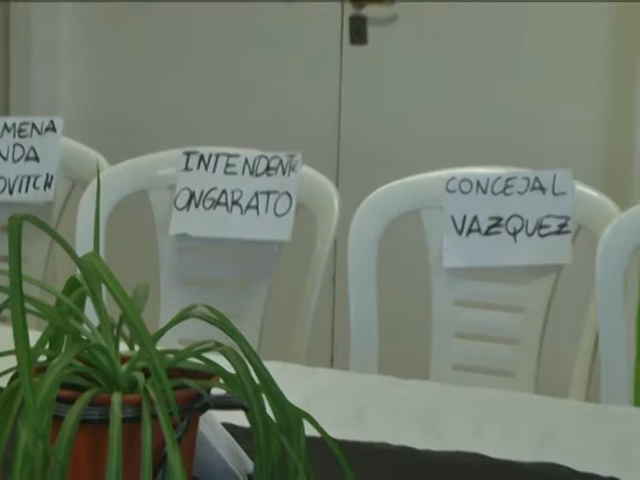 MENA
NDA
OVITCH
INTENDENTE
ONGARATO
CONCEJAL
VAZQUEZ